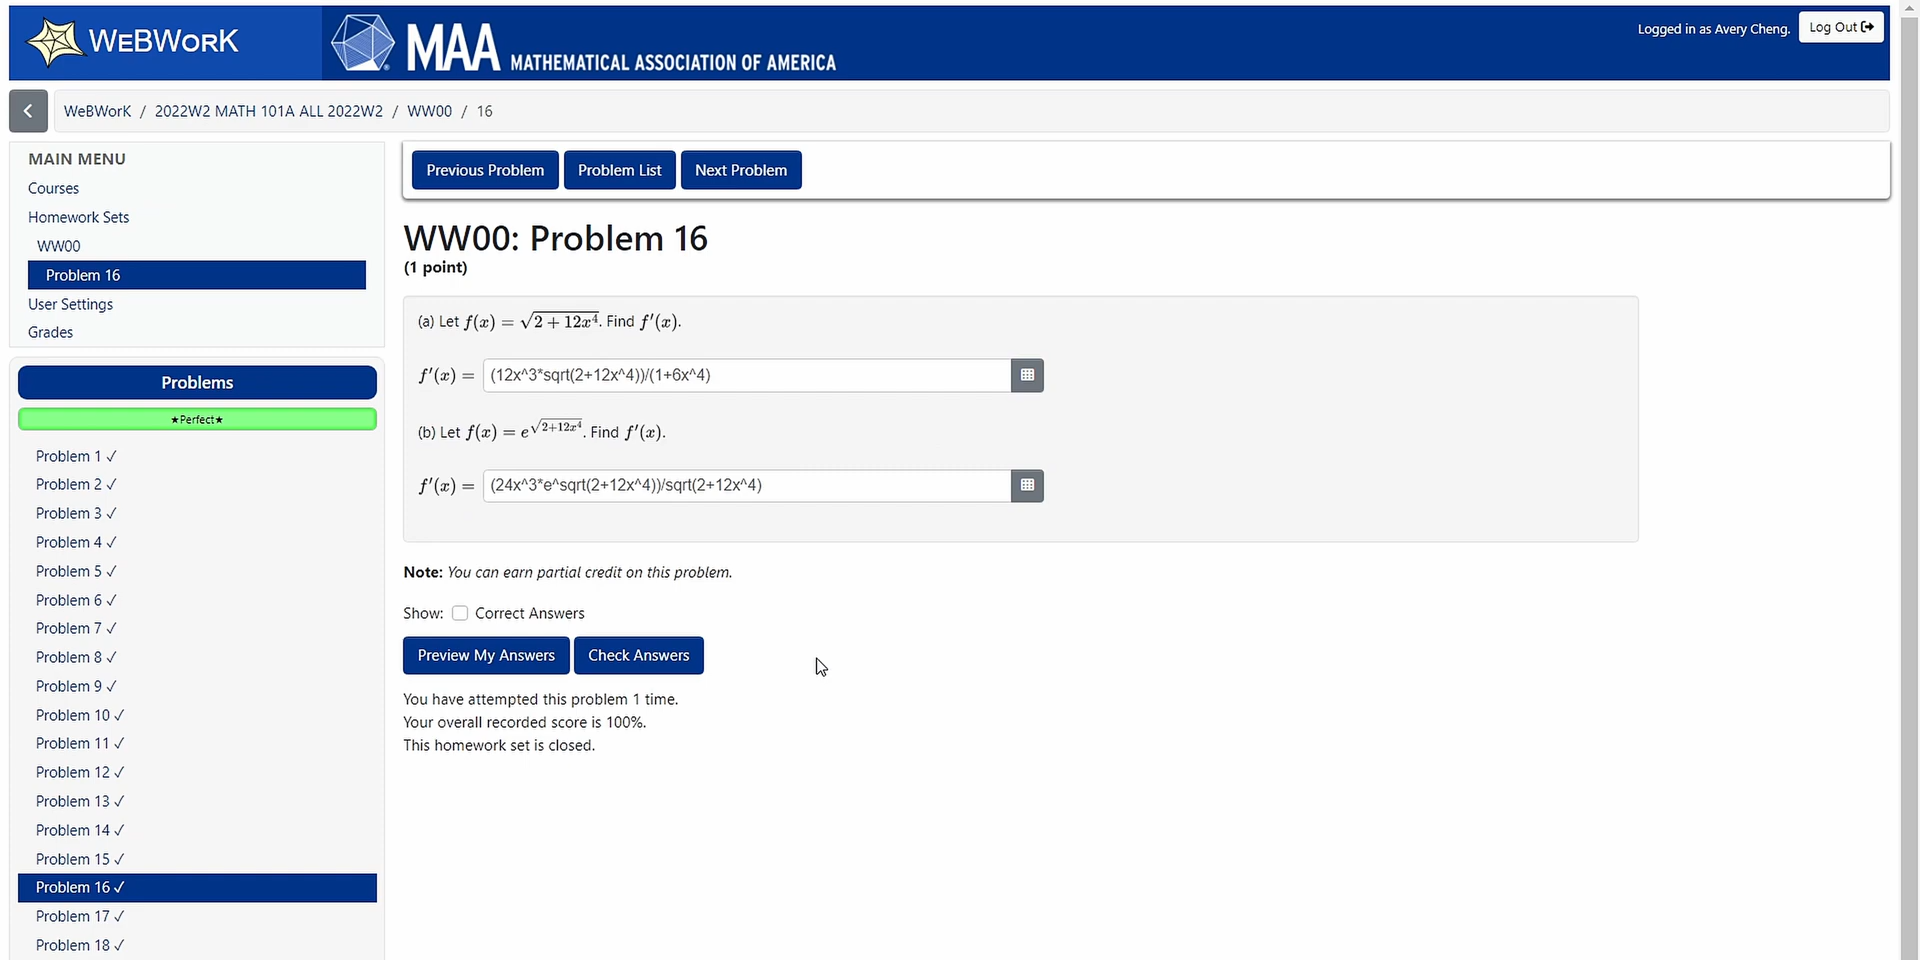 WEBWORK
MAA MATHEMATICAL ASSOCIATION OF AMERICA
Logged in as Avery Cheng.
Log Out
WeBWorK / 2022W2 MATH 101A ALL 2022W2 / WW00 / 16
MAIN MENU
Courses
Homework Sets
WW00
Problem 16
User Settings
Grades
Problems
★Perfect★
Problem 1 ✓
Problem 2 ✓
Problem 3 ✓
Problem 4 ✓
Problem 5 ✓
Problem 6 ✓
Problem 7 ✓
Problem 8 ✓
Problem 9 ✓
Problem 10 ✓
Problem 11 ✓
Problem 12 ✓
Problem 13 ✓
Problem 14 ✓
Problem 15 ✓
Problem 16 ✓
Problem 17 ✓
Problem 18 ✓
Previous Problem
Problem List
Next Problem
WW00: Problem 16
(1 point)
(a) Let f(x) = √(2 + 12x⁴). Find f′(x).
f′(x) = (12x^3*sqrt(2+12x^4))/(1+6x^4)
(b) Let f(x) = e^√(2+12x⁴). Find f′(x).
f′(x) = (24x^3*e^sqrt(2+12x^4))/sqrt(2+12x^4)
Note: You can earn partial credit on this problem.
Show: Correct Answers
Preview My Answers
Check Answers
You have attempted this problem 1 time.
Your overall recorded score is 100%.
This homework set is closed.